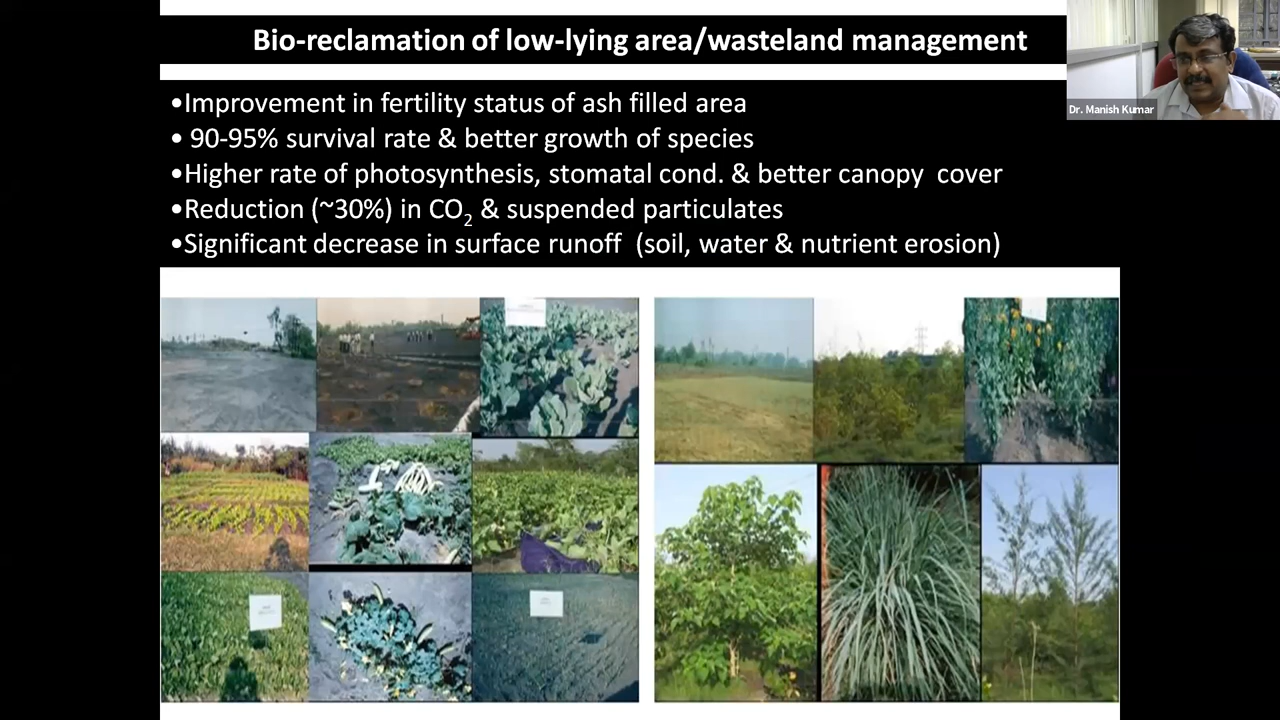 Bio-reclamation of low-lying area/wasteland management
Dr. Manish Kumar
•Improvement in fertility status of ash filled area
• 90-95% survival rate & better growth of species
•Higher rate of photosynthesis, stomatal cond. & better canopy cover
•Reduction (~30%) in CO2 & suspended particulates
•Significant decrease in surface runoff (soil, water & nutrient erosion)